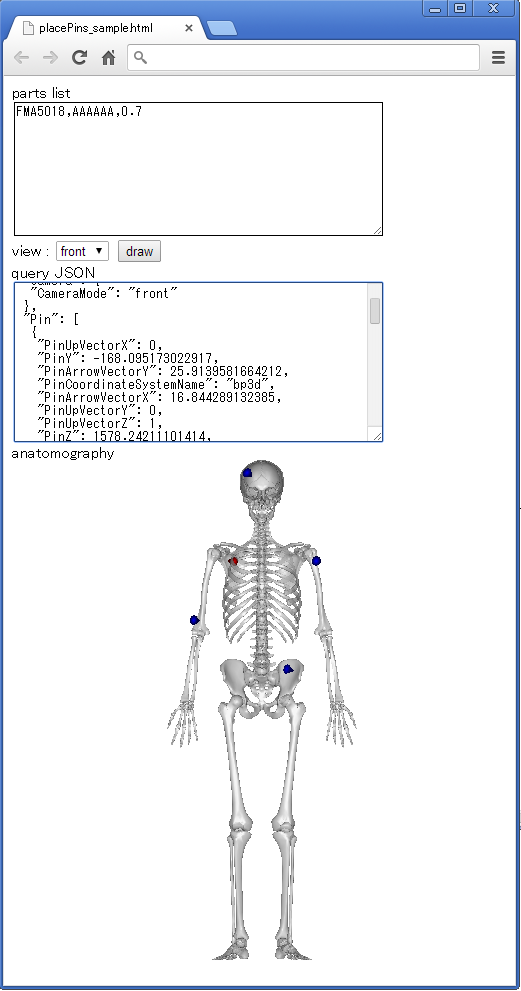 placePins_sample.html
parts list
FMA5018,AAAAAA,0.7
view : front draw
query JSON
"CameraMode": "front"
},
"Pin": [
{
"PinUpVectorX": 0,
"PinY": -168.095173022917,
"PinArrowVectorY": 25.9139581664212,
"PinCoordinateSystemName": "bp3d",
"PinArrowVectorX": 16.844289132385,
"PinUpVectorY": 0,
"PinUpVectorZ": 1,
"PinZ": 1578.24211101414,
anatomography